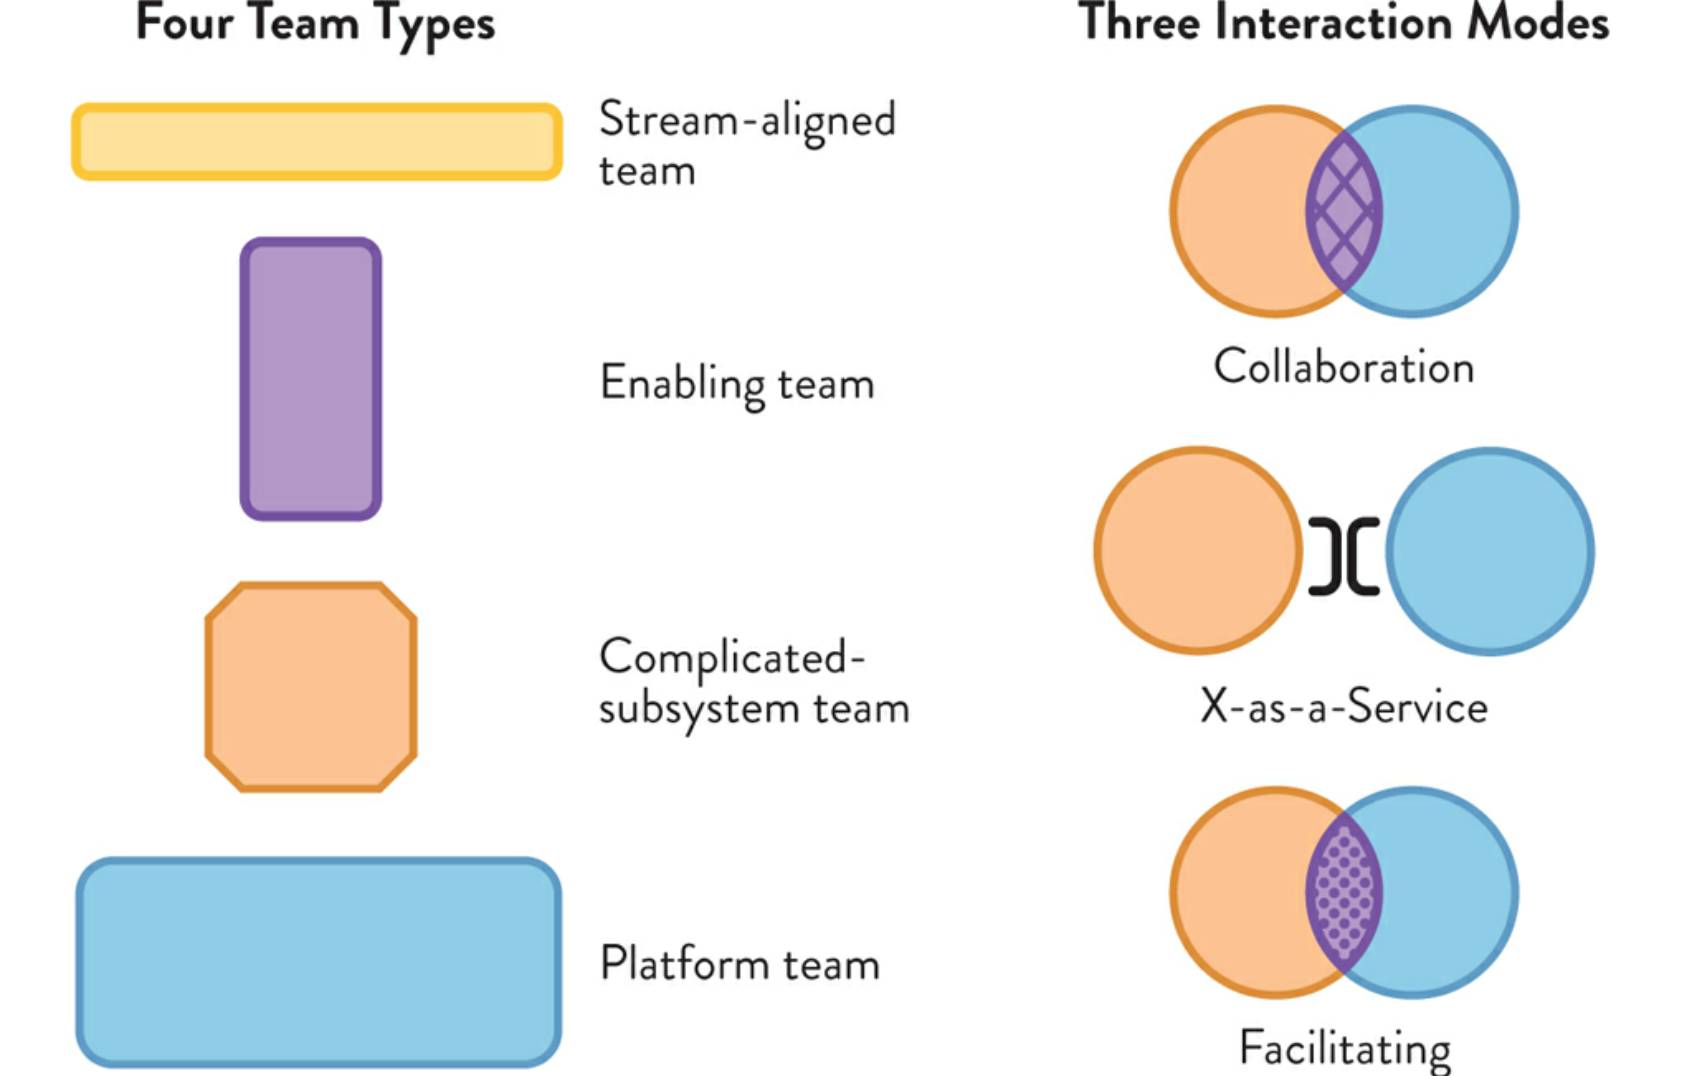 Four Team Types
Stream-aligned
team
Enabling team
Complicated-
subsystem team
Platform team
Three Interaction Modes
Collaboration
X-as-a-Service
Facilitating